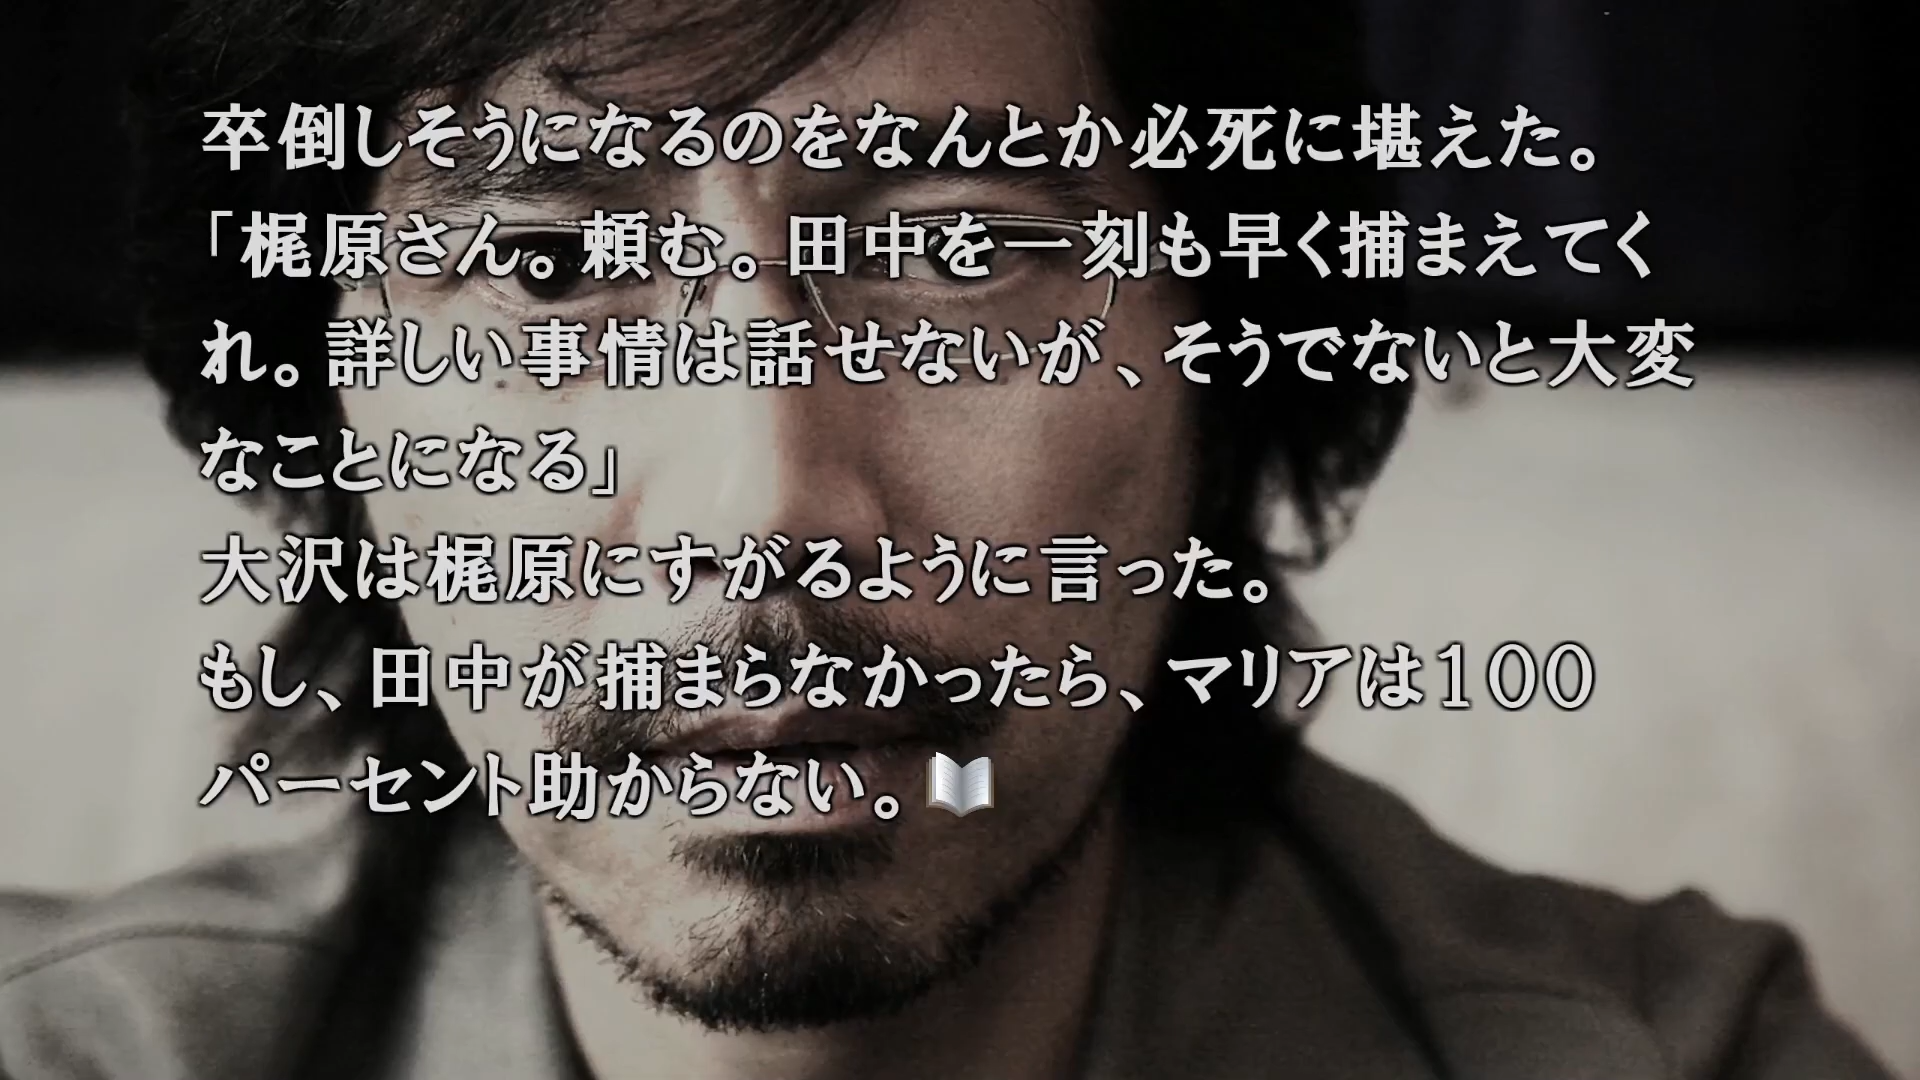 卒倒しそうになるのをなんとか必死に堪えた。
「梶原さん。頼む。田中を一刻も早く捕まえてく
れ。詳しい事情は話せないが、そうでないと大変
なことになる」
大沢は梶原にすがるように言った。
もし、田中が捕まらなかったら、マリアは１００
パーセント助からない。